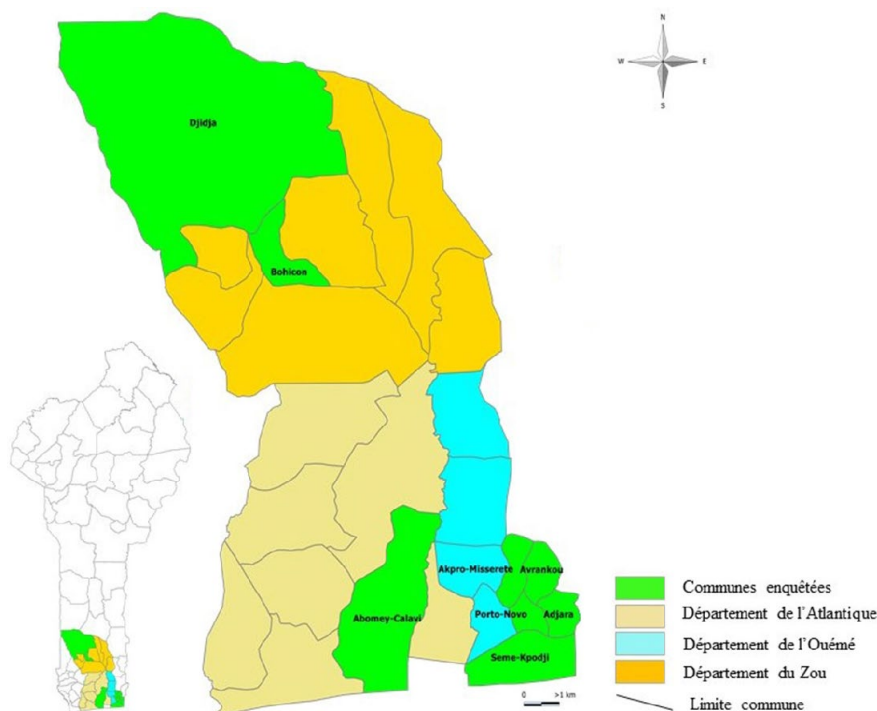 N
W E
S
Djidja
Bohicon
Akpro-Misserete
Avrankou
Abomey-Calavi
Porto-Novo
Adjara
Seme-Kpodji
0 >1 km
Communes enquêtées
Département de l'Atlantique
Département de l'Ouémé
Département du Zou
Limite commune